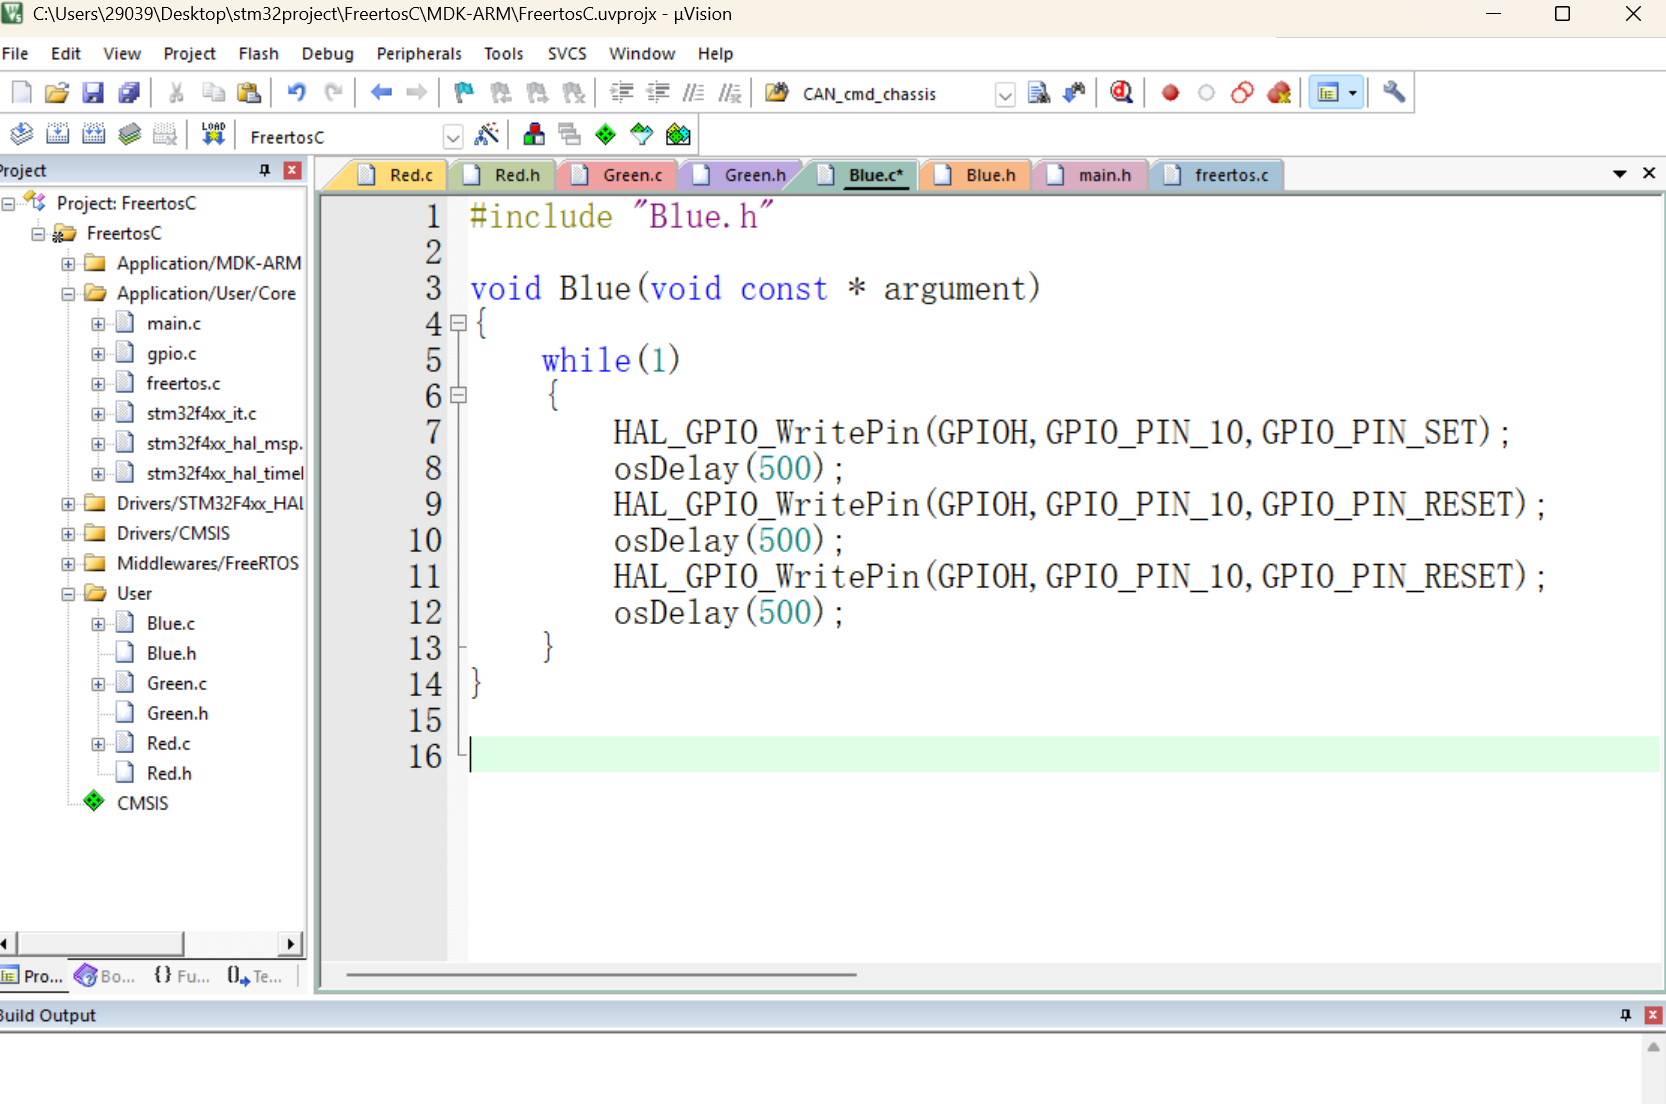 C:\Users\29039\Desktop\stm32project\FreertosC\MDK-ARM\FreertosC.uvprojx - µVision
File Edit View Project Flash Debug Peripherals Tools SVCS Window Help
CAN_cmd_chassis
LOAD FreertosC
Project
Project: FreertosC
FreertosC
Application/MDK-ARM
Application/User/Core
main.c
gpio.c
freertos.c
stm32f4xx_it.c
stm32f4xx_hal_msp.
stm32f4xx_hal_timel
Drivers/STM32F4xx_HAL
Drivers/CMSIS
Middlewares/FreeRTOS
User
Blue.c
Blue.h
Green.c
Green.h
Red.c
Red.h
CMSIS
Pro... Bo... {} Fu... Te...
Red.c Red.h Green.c Green.h Blue.c* Blue.h main.h freertos.c
1 #include "Blue.h"
2
3 void Blue(void const * argument)
4 {
5 while(1)
6 {
7 HAL_GPIO_WritePin(GPIOH,GPIO_PIN_10,GPIO_PIN_SET);
8 osDelay(500);
9 HAL_GPIO_WritePin(GPIOH,GPIO_PIN_10,GPIO_PIN_RESET);
10 osDelay(500);
11 HAL_GPIO_WritePin(GPIOH,GPIO_PIN_10,GPIO_PIN_RESET);
12 osDelay(500);
13 }
14 }
15
16
Build Output